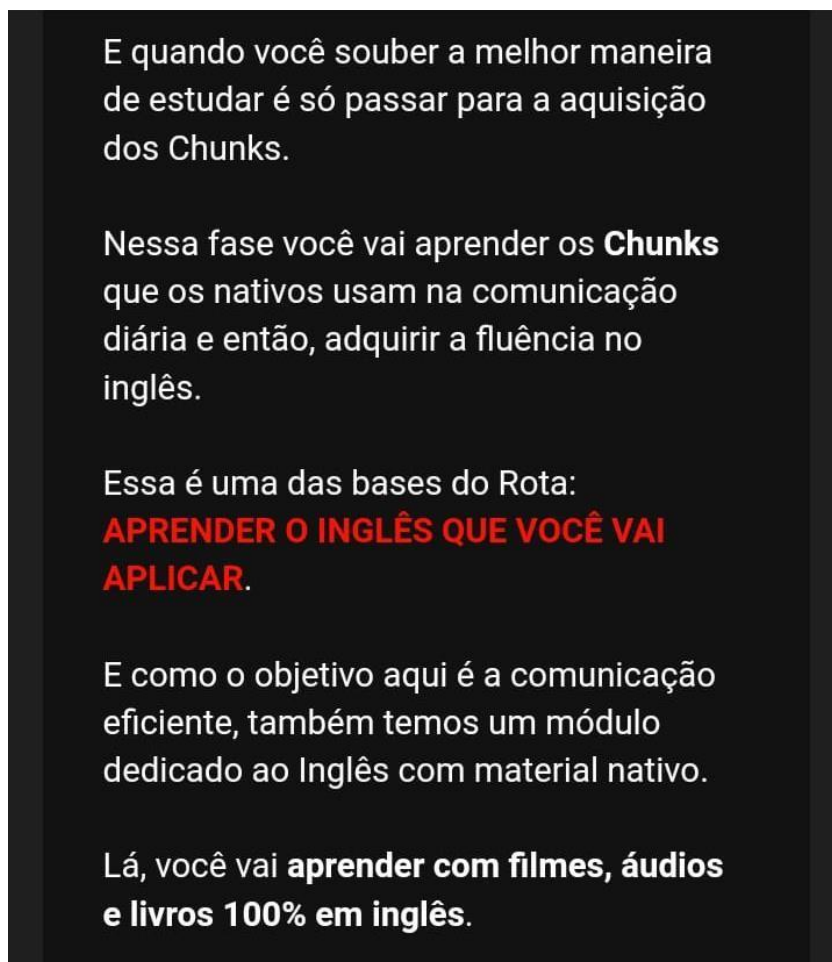 E quando você souber a melhor maneira
de estudar é só passar para a aquisição
dos Chunks.
Nessa fase você vai aprender os Chunks
que os nativos usam na comunicação
diária e então, adquirir a fluência no
inglês.
Essa é uma das bases do Rota:
APRENDER O INGLÊS QUE VOCÊ VAI
APLICAR.
E como o objetivo aqui é a comunicação
eficiente, também temos um módulo
dedicado ao Inglês com material nativo.
Lá, você vai aprender com filmes, áudios
e livros 100% em inglês.